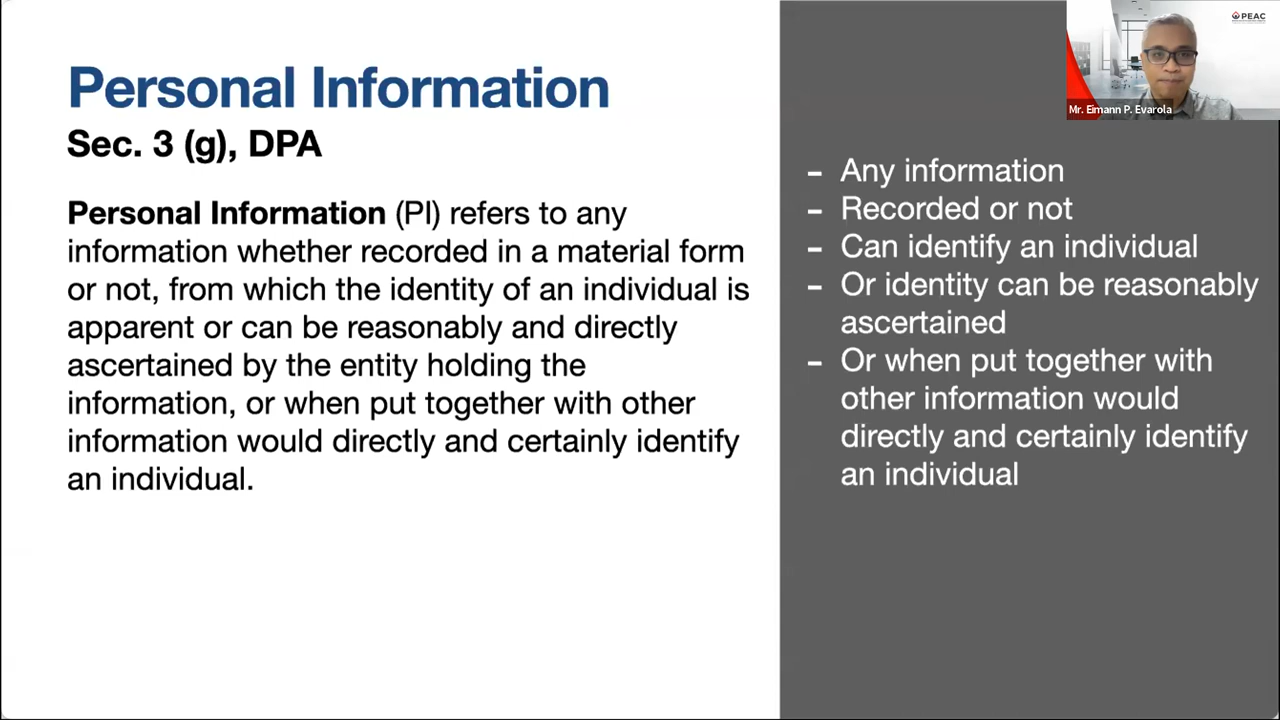 Personal Information
Sec. 3 (g), DPA
Personal Information (PI) refers to any
information whether recorded in a material form
or not, from which the identity of an individual is
apparent or can be reasonably and directly
ascertained by the entity holding the
information, or when put together with other
information would directly and certainly identify
an individual.
PEAC
Mr. Eimann P. Evarola
- Any information
- Recorded or not
- Can identify an individual
- Or identity can be reasonably
ascertained
- Or when put together with
other information would
directly and certainly identify
an individual